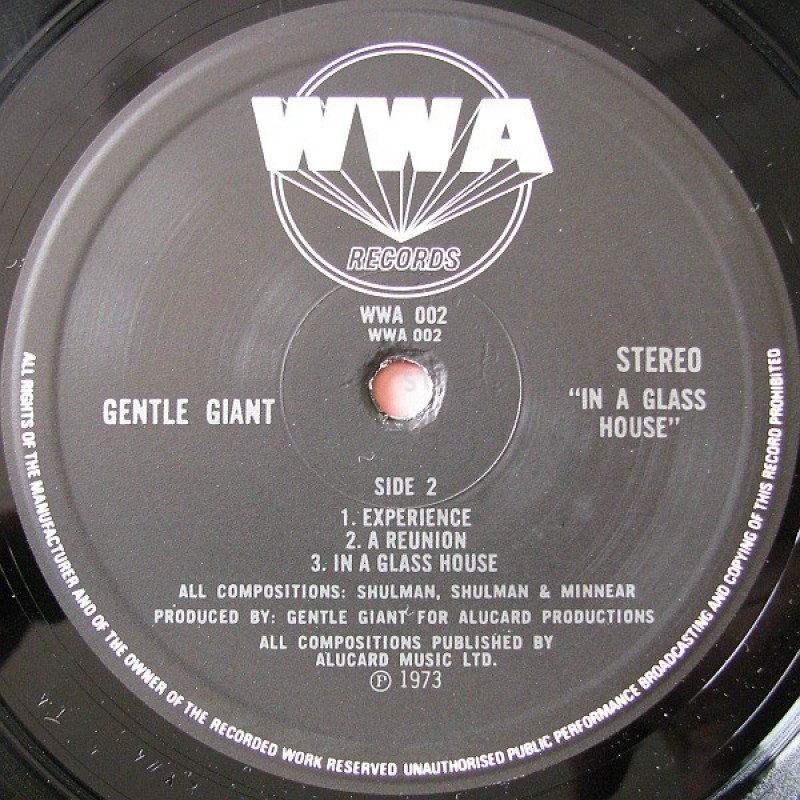 WWA
RECORDS
WWA 002
WWA 002
STEREO
GENTLE GIANT
"IN A GLASS
HOUSE"
SIDE 2
1. EXPERIENCE
2. A REUNION
3. IN A GLASS HOUSE
ALL COMPOSITIONS: SHULMAN, SHULMAN & MINNEAR
PRODUCED BY: GENTLE GIANT FOR ALUCARD PRODUCTIONS
ALL COMPOSITIONS PUBLISHED BY
ALUCARD MUSIC LTD.
℗ 1973
ALL RIGHTS OF THE MANUFACTURER AND OF THE OWNER OF THE RECORDED WORK RESERVED UNAUTHORISED PUBLIC PERFORMANCE BROADCASTING AND COPYING OF THIS RECORD PROHIBITED